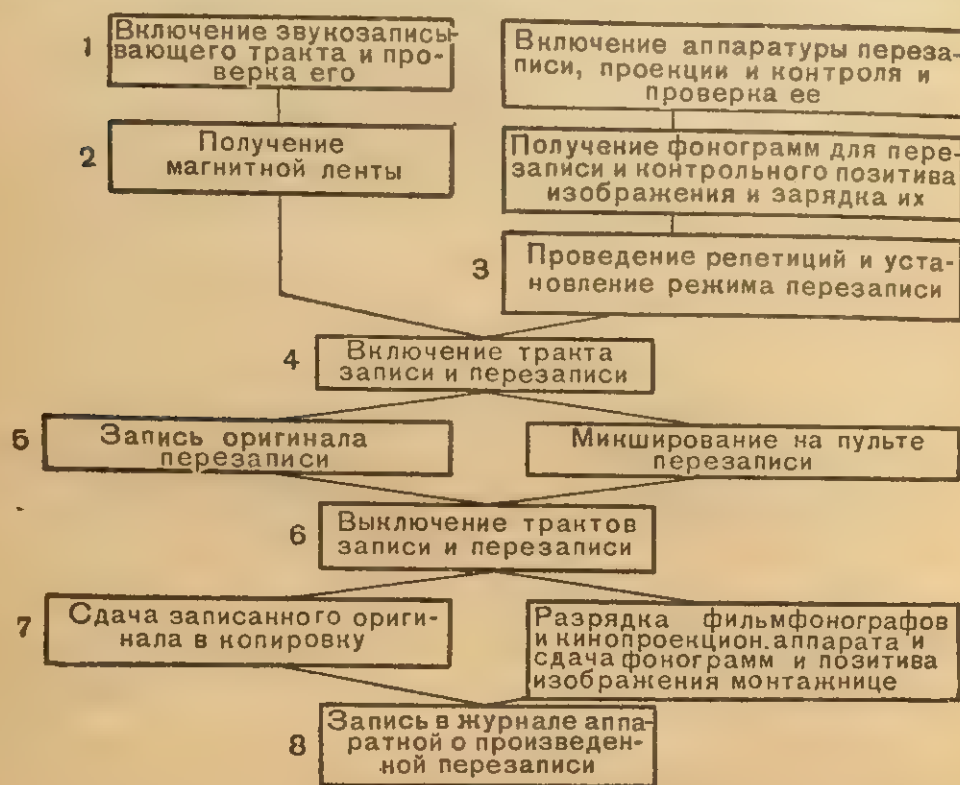 1
Включение звукозаписы-
вающего тракта и про-
верка его
Включение аппаратуры переза-
писи, проекции и контроля и
проверка ее
2
Получение
магнитной ленты
Получение фонограмм для пере-
записи и контрольного позитива
изображения и зарядка их
3
Проведение репетиций и уста-
новление режима перезаписи
4
Включение тракта
записи и перезаписи
5
Запись оригинала
перезаписи
Микширование на пульте
перезаписи
6
Выключение трактов
записи и перезаписи
7
Сдача записанного ориги-
нала в копировку
Разрядка фильмфонографов
и кинопроекцион. аппарата и
сдача фонограмм и позитива
изображения монтажнице
8
Запись в журнале аппа-
ратной о произведен-
ной перезаписи